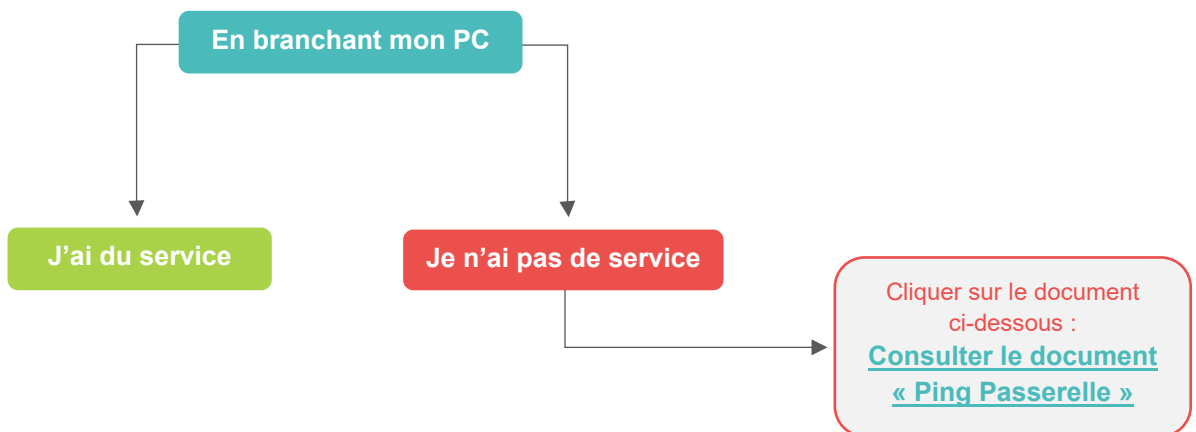 En branchant mon PC
J’ai du service
Je n’ai pas de service
Cliquer sur le document
ci-dessous :
Consulter le document
« Ping Passerelle »